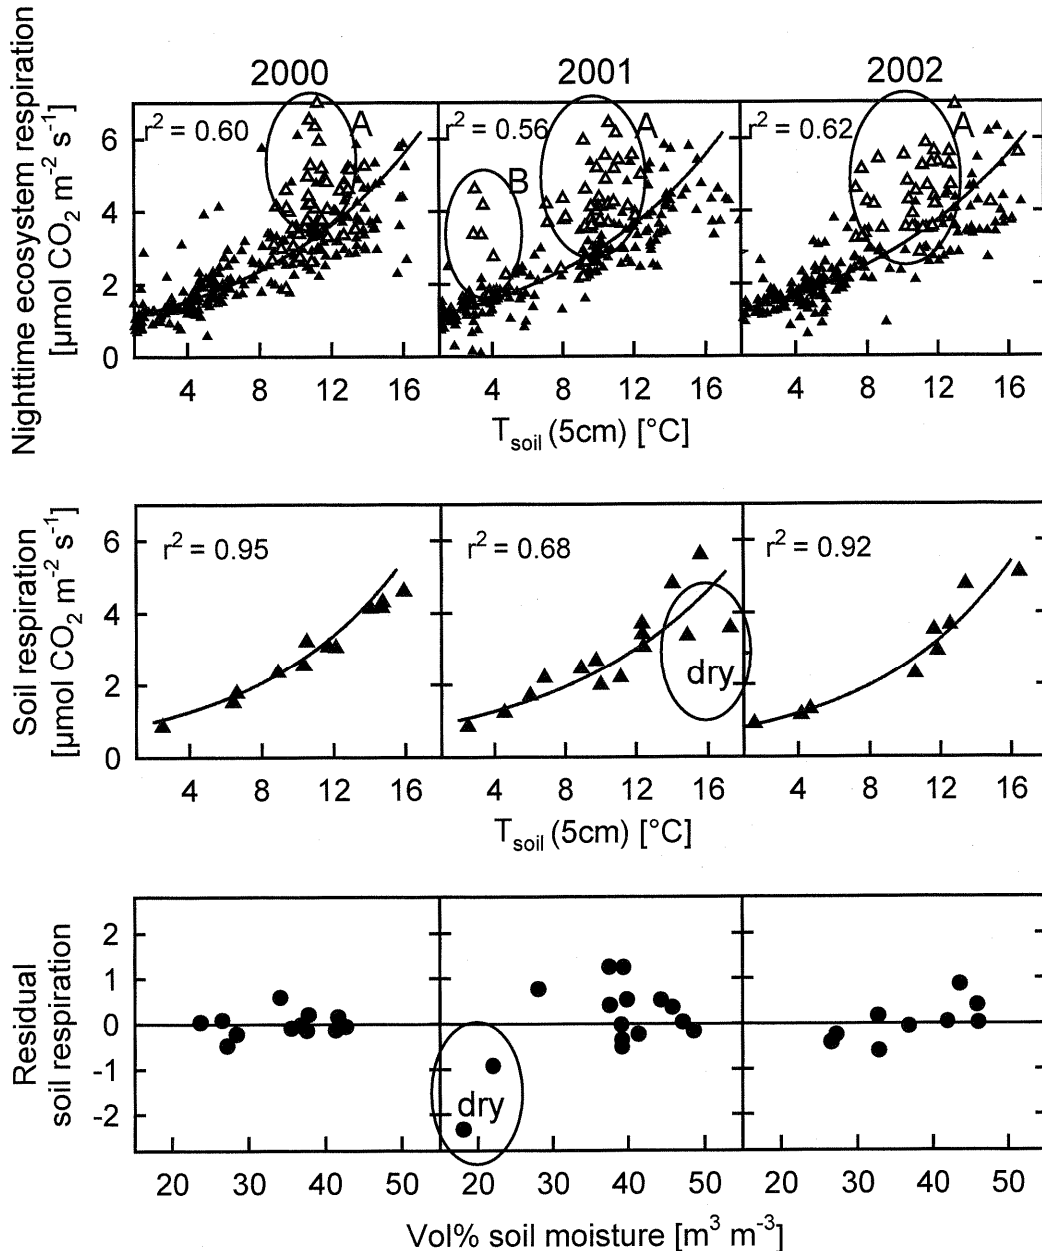 2000 2001 2002
Nighttime ecosystem respiration
[µmol CO2 m-2 s-1]
r2 = 0.60 A
r2 = 0.56 A
B
r2 = 0.62 A
6
4
2
0
4 8 12 16 4 8 12 16 4 8 12 16
Tsoil (5cm) [°C]
Soil respiration
[µmol CO2 m-2 s-1]
r2 = 0.95
r2 = 0.68
r2 = 0.92
dry
6
4
2
0
4 8 12 16 4 8 12 16 4 8 12 16
Tsoil (5cm) [°C]
Residual
soil respiration
2
1
0
-1
-2
dry
20 30 40 50 20 30 40 50 20 30 40 50
Vol% soil moisture [m3 m-3]